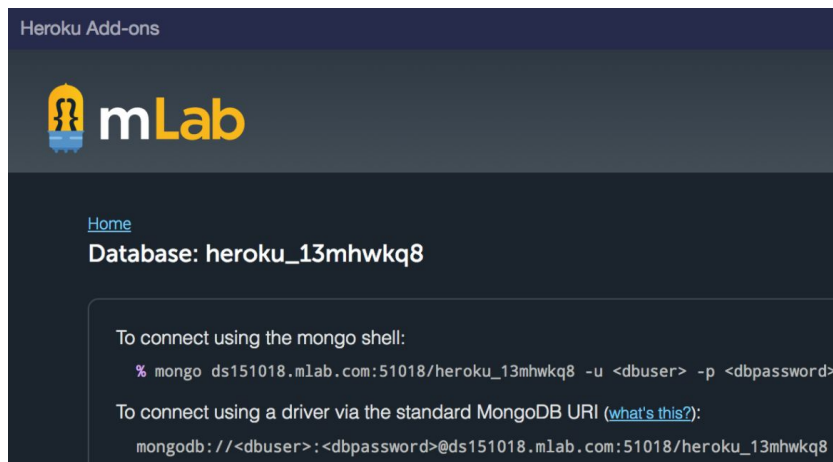 Heroku Add-ons
mLab
Home
Database: heroku_13mhwkq8
To connect using the mongo shell:
% mongo ds151018.mlab.com:51018/heroku_13mhwkq8 -u <dbuser> -p <dbpassword>
To connect using a driver via the standard MongoDB URI (what's this?):
mongodb://<dbuser>:<dbpassword>@ds151018.mlab.com:51018/heroku_13mhwkq8